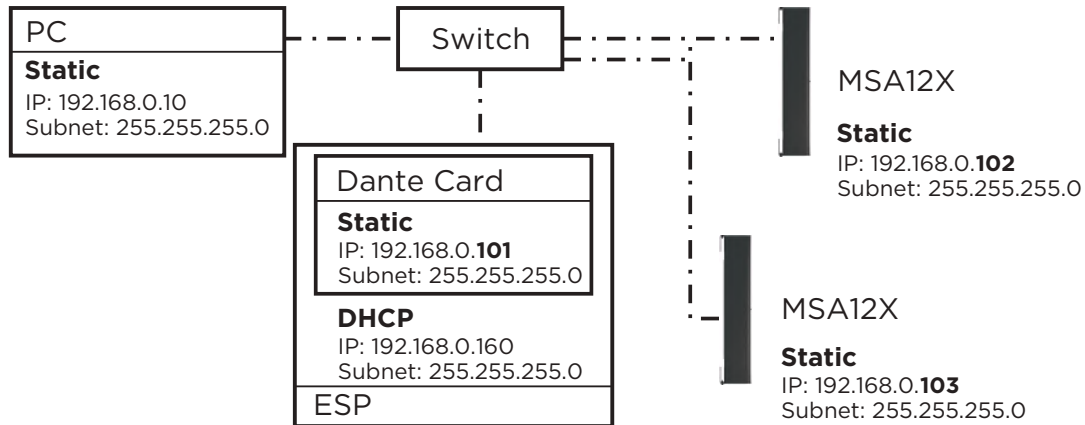 PC
Static
IP: 192.168.0.10
Subnet: 255.255.255.0
Switch
Dante Card
Static
IP: 192.168.0.101
Subnet: 255.255.255.0
DHCP
IP: 192.168.0.160
Subnet: 255.255.255.0
ESP
MSA12X
Static
IP: 192.168.0.102
Subnet: 255.255.255.0
MSA12X
Static
IP: 192.168.0.103
Subnet: 255.255.255.0